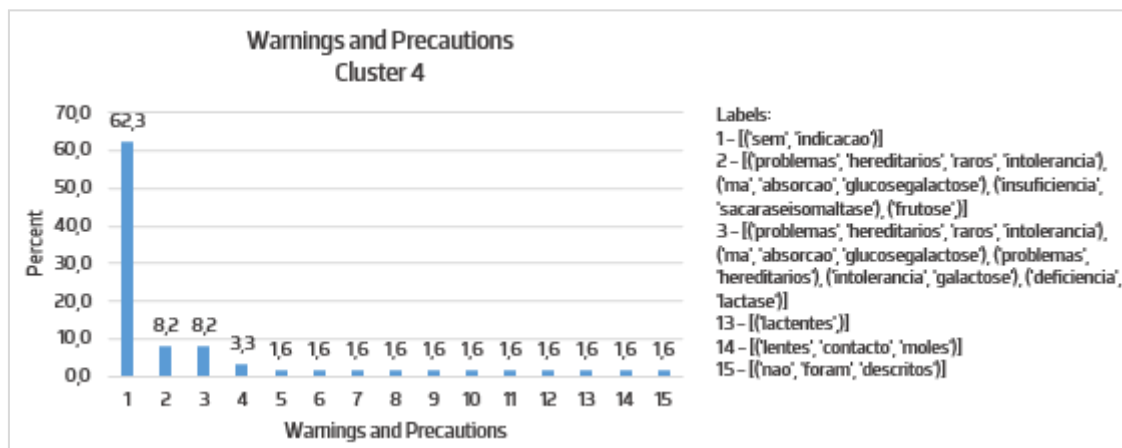 Warnings and Precautions
Cluster 4
70,0
60,0
50,0
40,0
30,0
20,0
10,0
0,0
Percent
62,3
8,2
8,2
3,3
1,6
1,6
1,6
1,6
1,6
1,6
1,6
1,6
1,6
1,6
1,6
1 2 3 4 5 6 7 8 9 10 11 12 13 14 15
Warnings and Precautions
Labels:
1 – [('sem', 'indicacao')]
2 – [('problemas', 'hereditarios', 'raros', 'intolerancia'),
('ma', 'absorcao', 'glucosegalactose'), ('insuficiencia',
'sacaraseisomaltase'), ('frutose',)]
3 – [('problemas', 'hereditarios', 'raros', 'intolerancia'),
('ma', 'absorcao', 'glucosegalactose'), ('problemas',
'hereditarios'), ('intolerancia', 'galactose'), ('deficiencia',
'lactase')]
13 – [('lactentes',)]
14 – [('lentes', 'contacto', 'moles')]
15 – [('nao', 'foram', 'descritos')]